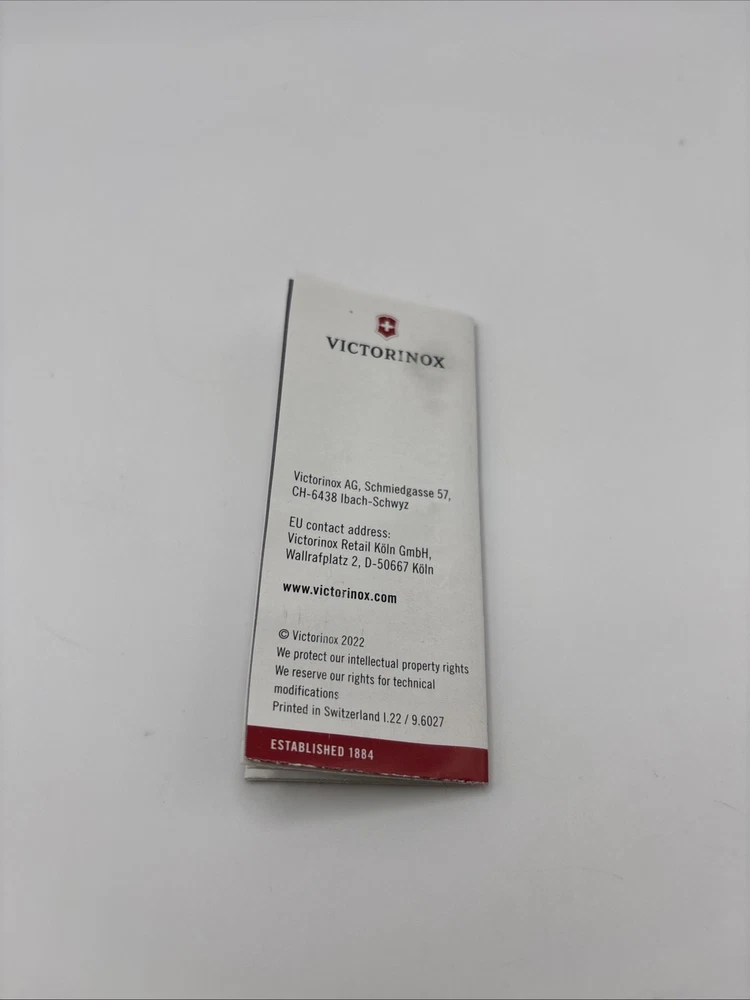 VICTORINOX
Victorinox AG, Schmiedgasse 57,
CH-6438 Ibach-Schwyz
EU contact address:
Victorinox Retail Köln GmbH,
Wallrafplatz 2, D-50667 Köln
www.victorinox.com
© Victorinox 2022
We protect our intellectual property rights
We reserve our rights for technical
modifications
Printed in Switzerland I.22 / 9.6027
ESTABLISHED 1884